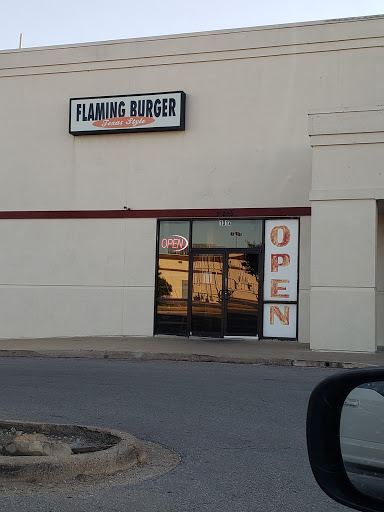 FLAMING BURGER
Texas Style
OPEN
OPEN